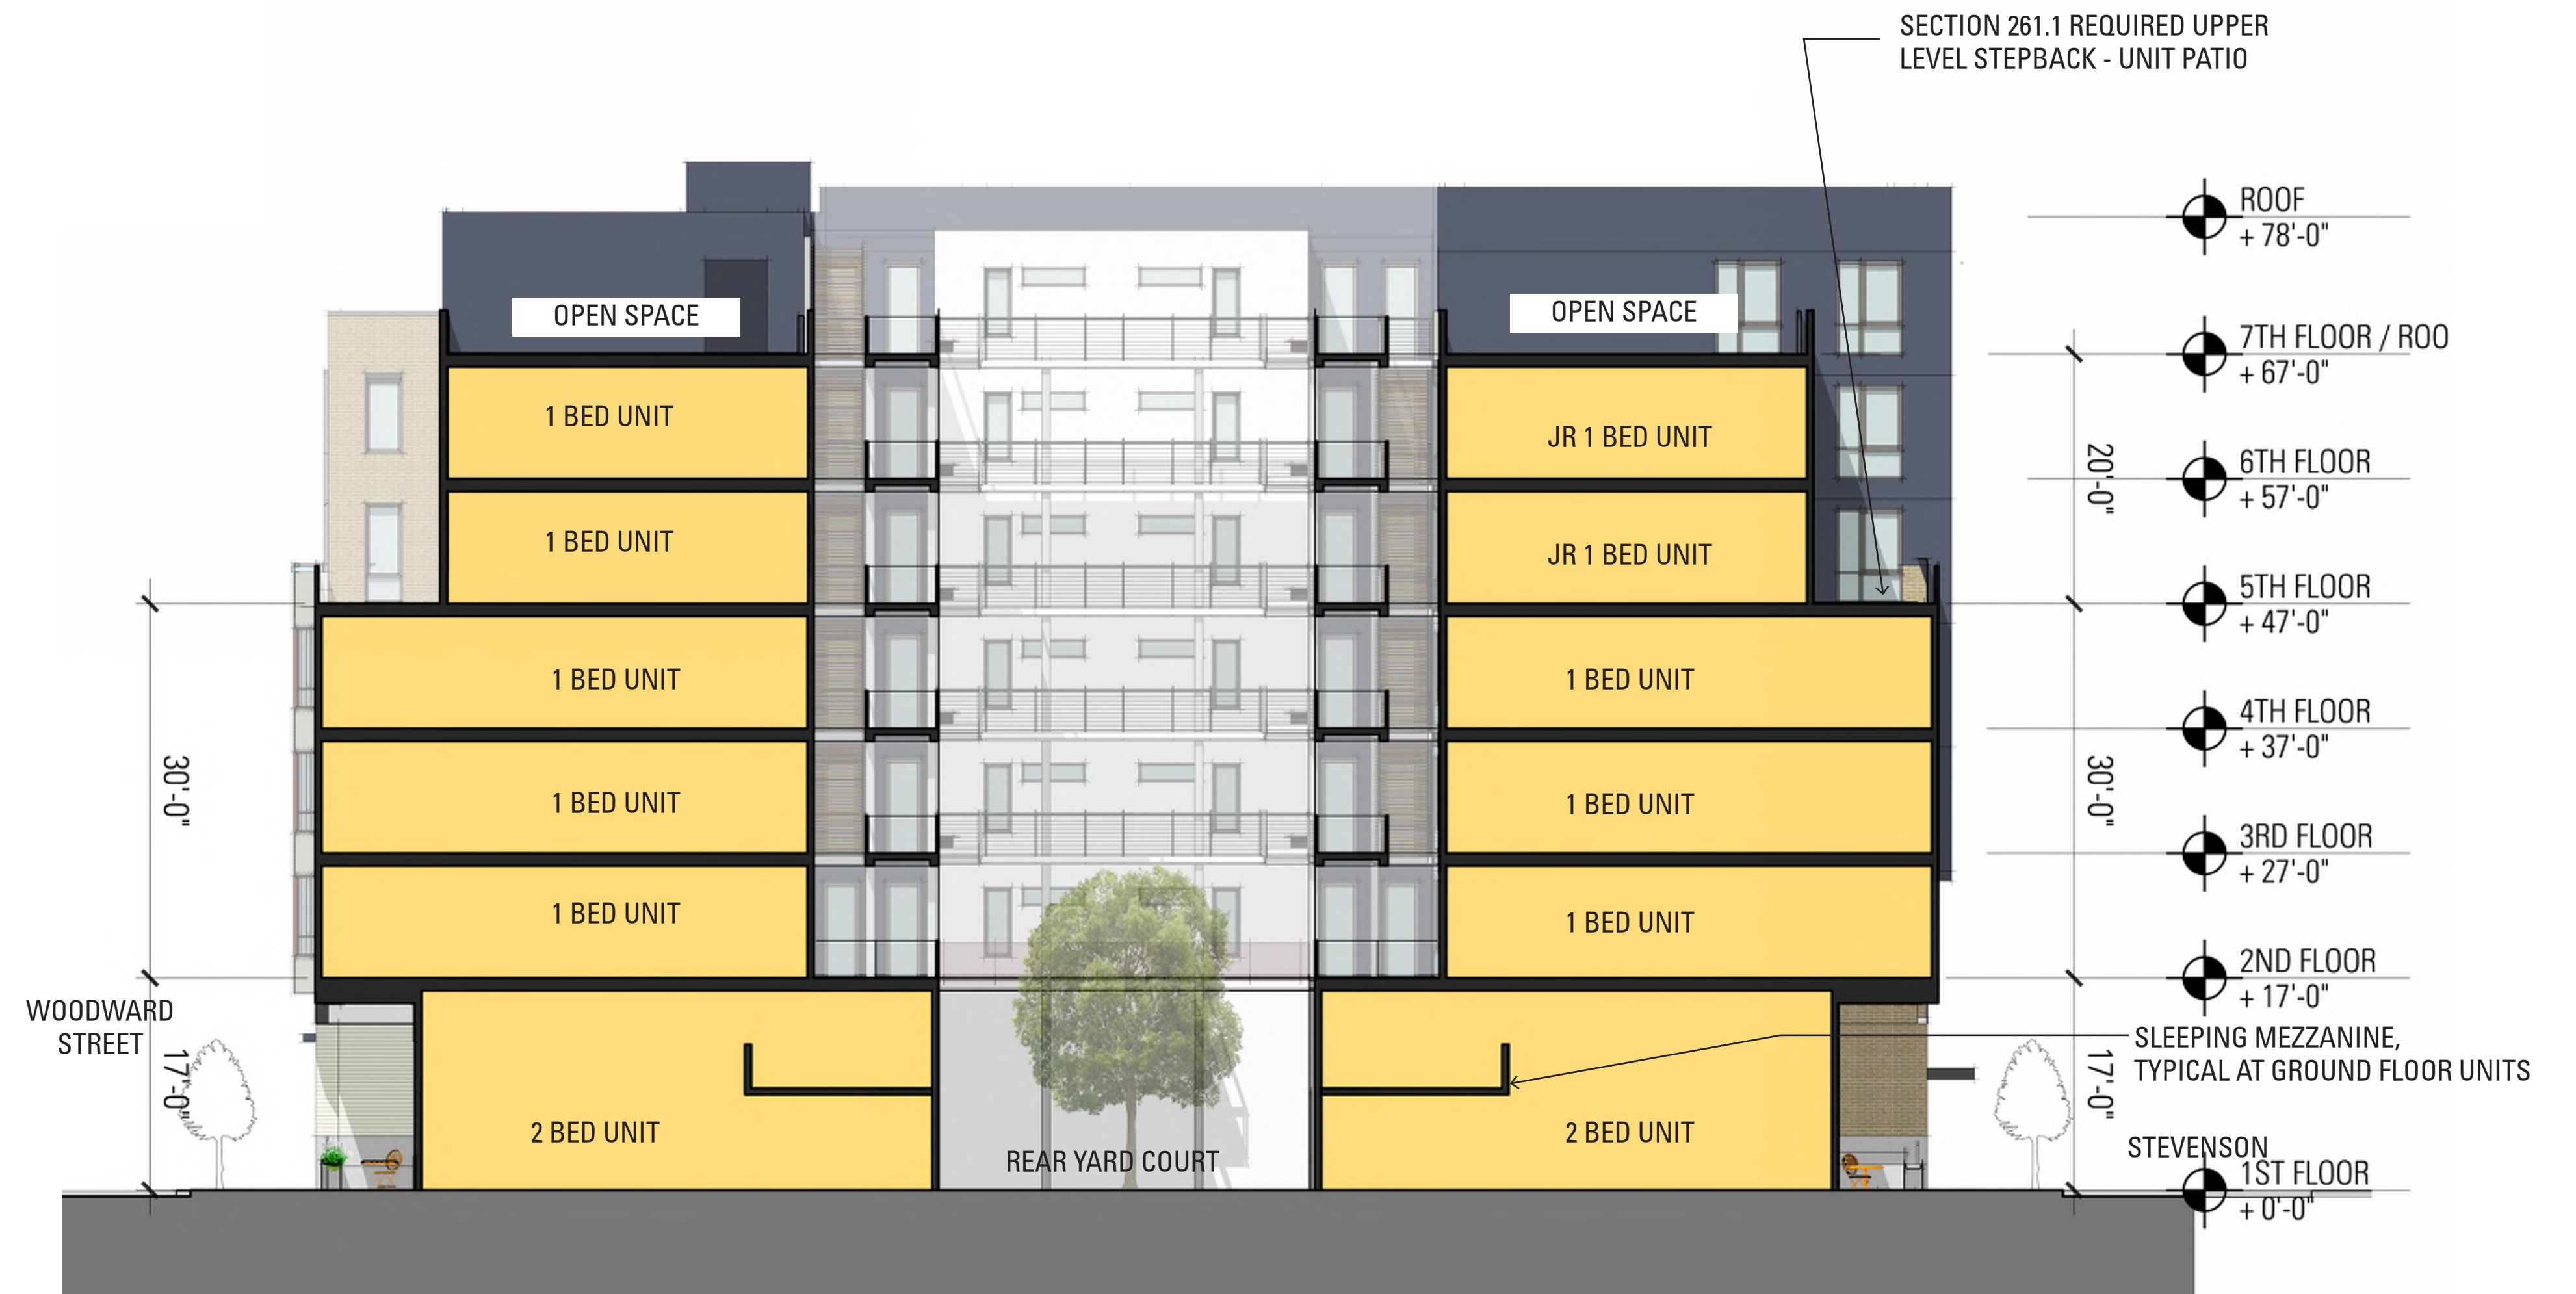 SECTION 261.1 REQUIRED UPPER
LEVEL STEPBACK - UNIT PATIO
ROOF
+ 78'-0"
OPEN SPACE
OPEN SPACE
7TH FLOOR / ROO
+ 67'-0"
1 BED UNIT
JR 1 BED UNIT
20'-0"
6TH FLOOR
+ 57'-0"
1 BED UNIT
JR 1 BED UNIT
5TH FLOOR
+ 47'-0"
1 BED UNIT
1 BED UNIT
4TH FLOOR
+ 37'-0"
30'-0"
1 BED UNIT
1 BED UNIT
30'-0"
3RD FLOOR
+ 27'-0"
1 BED UNIT
1 BED UNIT
2ND FLOOR
+ 17'-0"
WOODWARD
STREET
17'-0"
SLEEPING MEZZANINE,
TYPICAL AT GROUND FLOOR UNITS
17'-0"
2 BED UNIT
REAR YARD COURT
2 BED UNIT
STEVENSON
1ST FLOOR
+ 0'-0"